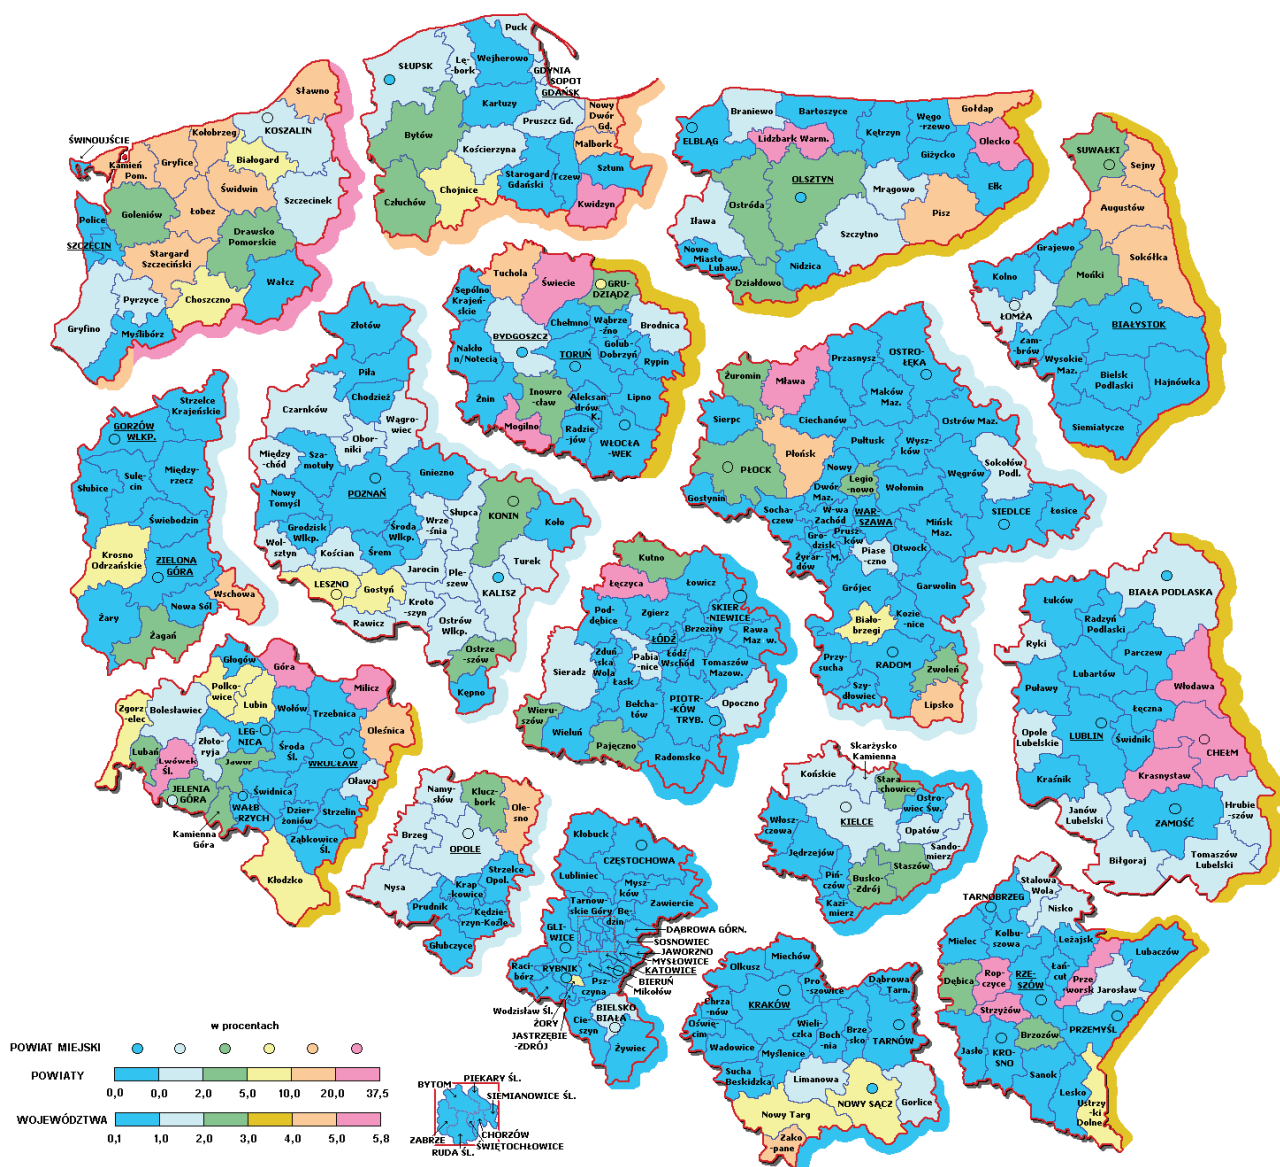 Sławno
KOSZALIN
Kołobrzeg
ŚWINOUJŚCIE
Kamień
Pom.
Gryfice
Białogard
Świdwin
Szczecinek
Goleniów
Łobez
Police
SZCZECIN
Drawsko
Pomorskie
Stargard
Szczeciński
Wałcz
Choszczno
Pyrzyce
Gryfino
Myślibórz
Puck
SŁUPSK
Lę-
-bork
Wejherowo
GDYNIA
SOPOT
GDAŃSK
Kartuzy
Nowy
Dwór
Gd.
Pruszcz Gd.
Bytów
Malbork
Kościerzyna
Starogard
Gdański
Tczew
Sztum
Chojnice
Człuchów
Kwidzyn
Braniewo
Bartoszyce
Węgo
-rzewo
Gołdap
ELBLĄG
Lidzbark Warm.
Kętrzyn
Olecko
Giżycko
OLSZTYN
Mrągowo
Ełk
Ostróda
Iława
Pisz
Szczytno
Nowe
Miasto
Lubaw.
Nidzica
Działdowo
SUWAŁKI
Sejny
Augustów
Grajewo
Sokółka
Kolno
Mońki
ŁOMŻA
BIAŁYSTOK
Zam-
-brów
Wysokie
Maz.
Bielsk
Podlaski
Hajnówka
Siemiatycze
Tuchola
Świecie
GRU-
DZIĄDZ
Sępólno
Krajeń-
skie
BYDGOSZCZ
Chełmno
Wąbrze
-źno
Brodnica
Golub-
Dobrzyń
Nakło
n/Notecią
TORUŃ
Rypin
Inowro
-cław
Aleksan-
drów
K.
Lipno
Żnin
Mogilno
Radzie-
jów
WŁOCŁA
-WEK
Złotów
Piła
Chodzież
Czarnków
Wągro-
-wiec
Obor-
niki
Między
-chód
Sza-
motuły
Gniezno
POZNAŃ
Nowy
Tomyśl
Słupca
KONIN
Wrze-
-śnia
Koło
Grodzisk
Wlkp.
Środa
Wlkp.
Wol-
sztyn
Kościan
Śrem
Jarocin
Turek
Ple-
szew
LESZNO
Gostyń
KALISZ
Kroto
-szyn
Rawicz
Ostrów
Wlkp.
Ostrze-
-szów
Kępno
Strzelce
Krajeńskie
GORZÓW
WLKP.
Między-
rzecz
Sulę-
cin
Słubice
Świebodzin
Krosno
Odrzańskie
ZIELONA
GÓRA
Wschowa
Nowa Sól
Żary
Żagań
Przasnysz
OSTRO-
-ŁĘKA
Żuromin
Mława
Maków
Maz.
Sierpc
Ciechanów
Ostrów Maz.
Pułtusk
Wysz-
ków
PŁOCK
Płońsk
Sokołów
Podl.
Węgrów
Nowy
Dwór
Maz.
Legio
-nowo
Wołomin
Gostynin
Socha-
czew
W-wa
Zachód
WAR-
SZAWA
SIEDLCE
Łosice
Mińsk
Maz.
Gro-
dzisk
M.
Prusz-
ków
Żyrar-
dów
Piase
czno
Otwock
Garwolin
Grójec
Biało-
brzegi
Kozie
-nice
Przy-
sucha
RADOM
Zwoleń
Szy-
dłowiec
Lipsko
Kutno
Łęczyca
Łowicz
SKIER
NIEWICE
Pod-
dębice
Zgierz
Brzeziny
ŁÓDŹ
Rawa
Maz w.
Zduń
ska
Wola
Pabia
-nice
Łódź
Wschód
Sieradz
Tomaszów
Mazow.
Łask
Bełcha-
tów
PIOTR-
KÓW
TRYB.
Opoczno
Wieru-
szów
Wieluń
Pajęczno
Radomsko
BIAŁA PODLASKA
Łuków
Radzyń
Podlaski
Ryki
Parczew
Włodawa
Lubartów
Puławy
Łęczna
Opole
Lubelskie
LUBLIN
Świdnik
CHEŁM
Krasnystaw
Kraśnik
Janów
Lubelski
ZAMOŚĆ
Hrubie-
szów
Biłgoraj
Tomaszów
Lubelski
Głogów
Góra
Polko-
wice
Lubin
Milicz
Zgorz-
elec
Bolesławiec
Wołów
Trzebnica
Oleśnica
LEG-
NICA
Złoto-
ryja
Lubań
Środa
Śl.
WROCŁAW
Lwówek
Śl.
Jawor
Oława
JELENIA
GÓRA
WAŁB
RZYCH
Świdnica
Dzier-
żoniów
Strzelin
Kamienna
Góra
Ząbkowice
Śl.
Kłodzko
Namy-
słów
Klucz-
bork
Ole-
sno
Brzeg
OPOLE
Nysa
Strzelce
Opol.
Krap-
-kowice
Prudnik
Kędzie-
rzyn-Koźle
Głubczyce
Kłobuck
CZĘSTOCHOWA
Lubliniec
Mysz-
ków
Zawiercie
Tarnow-
skie Góry
Bę-
dzin
DĄBROWA GÓRN.
GLI-
WICE
SOSNOWIEC
JAWORZNO
MYSŁOWICE
KATOWICE
Raci-
bórz
RYBNIK
BIERUŃ
Mikołów
Psz-
czyna
Wodzisław Śl.
ŻORY
JASTRZĘBIE
-ZDRÓJ
BIELSKO
BIAŁA
Cie-
szyn
Żywiec
Skarżysko
Kamienna
Końskie
Stara
-chowice
Ostro-
wiec Św.
Włosz-
czowa
KIELCE
Opatów
Sando-
mierz
Jędrzejów
Staszów
Piń-
czów
Busko-
-Zdrój
Kazi-
mierz
Miechów
Olkusz
Dąbrowa
Tarn.
Pro-
szowice
KRAKÓW
Chrza
-nów
Oświę-
cim
Wieli-
czka
Boch-
-nia
Brze-
sko
TARNÓW
Wadowice
Myślenice
Sucha
Beskidzka
Limanowa
NOWY SĄCZ
Gorlice
Nowy Targ
Zako
-pane
Stalowa
Wola
TARNOBRZEG
Nisko
Kolbu-
szowa
Mielec
Leżajsk
Lubaczów
Łań-
cut
Dębica
Rop-
czyce
RZE-
SZÓW
Prze
worsk
Jarosław
Strzyżów
PRZEMYŚL
Brzozów
Jasło
KRO-
SNO
Sanok
Lesko
Ustrzy
-ki
Dolne
w procentach
POWIAT MIEJSKI
POWIATY
0,0 2,0 5,0 10,0 20,0 37,5
WOJEWÓDZTWA
0,1 1,0 2,0 3,0 4,0 5,0 5,8
BYTOM
PIEKARY ŚL.
SIEMIANOWICE ŚL.
ZABRZE
CHORZÓW
ŚWIĘTOCHŁOWICE
RUDA ŚL.